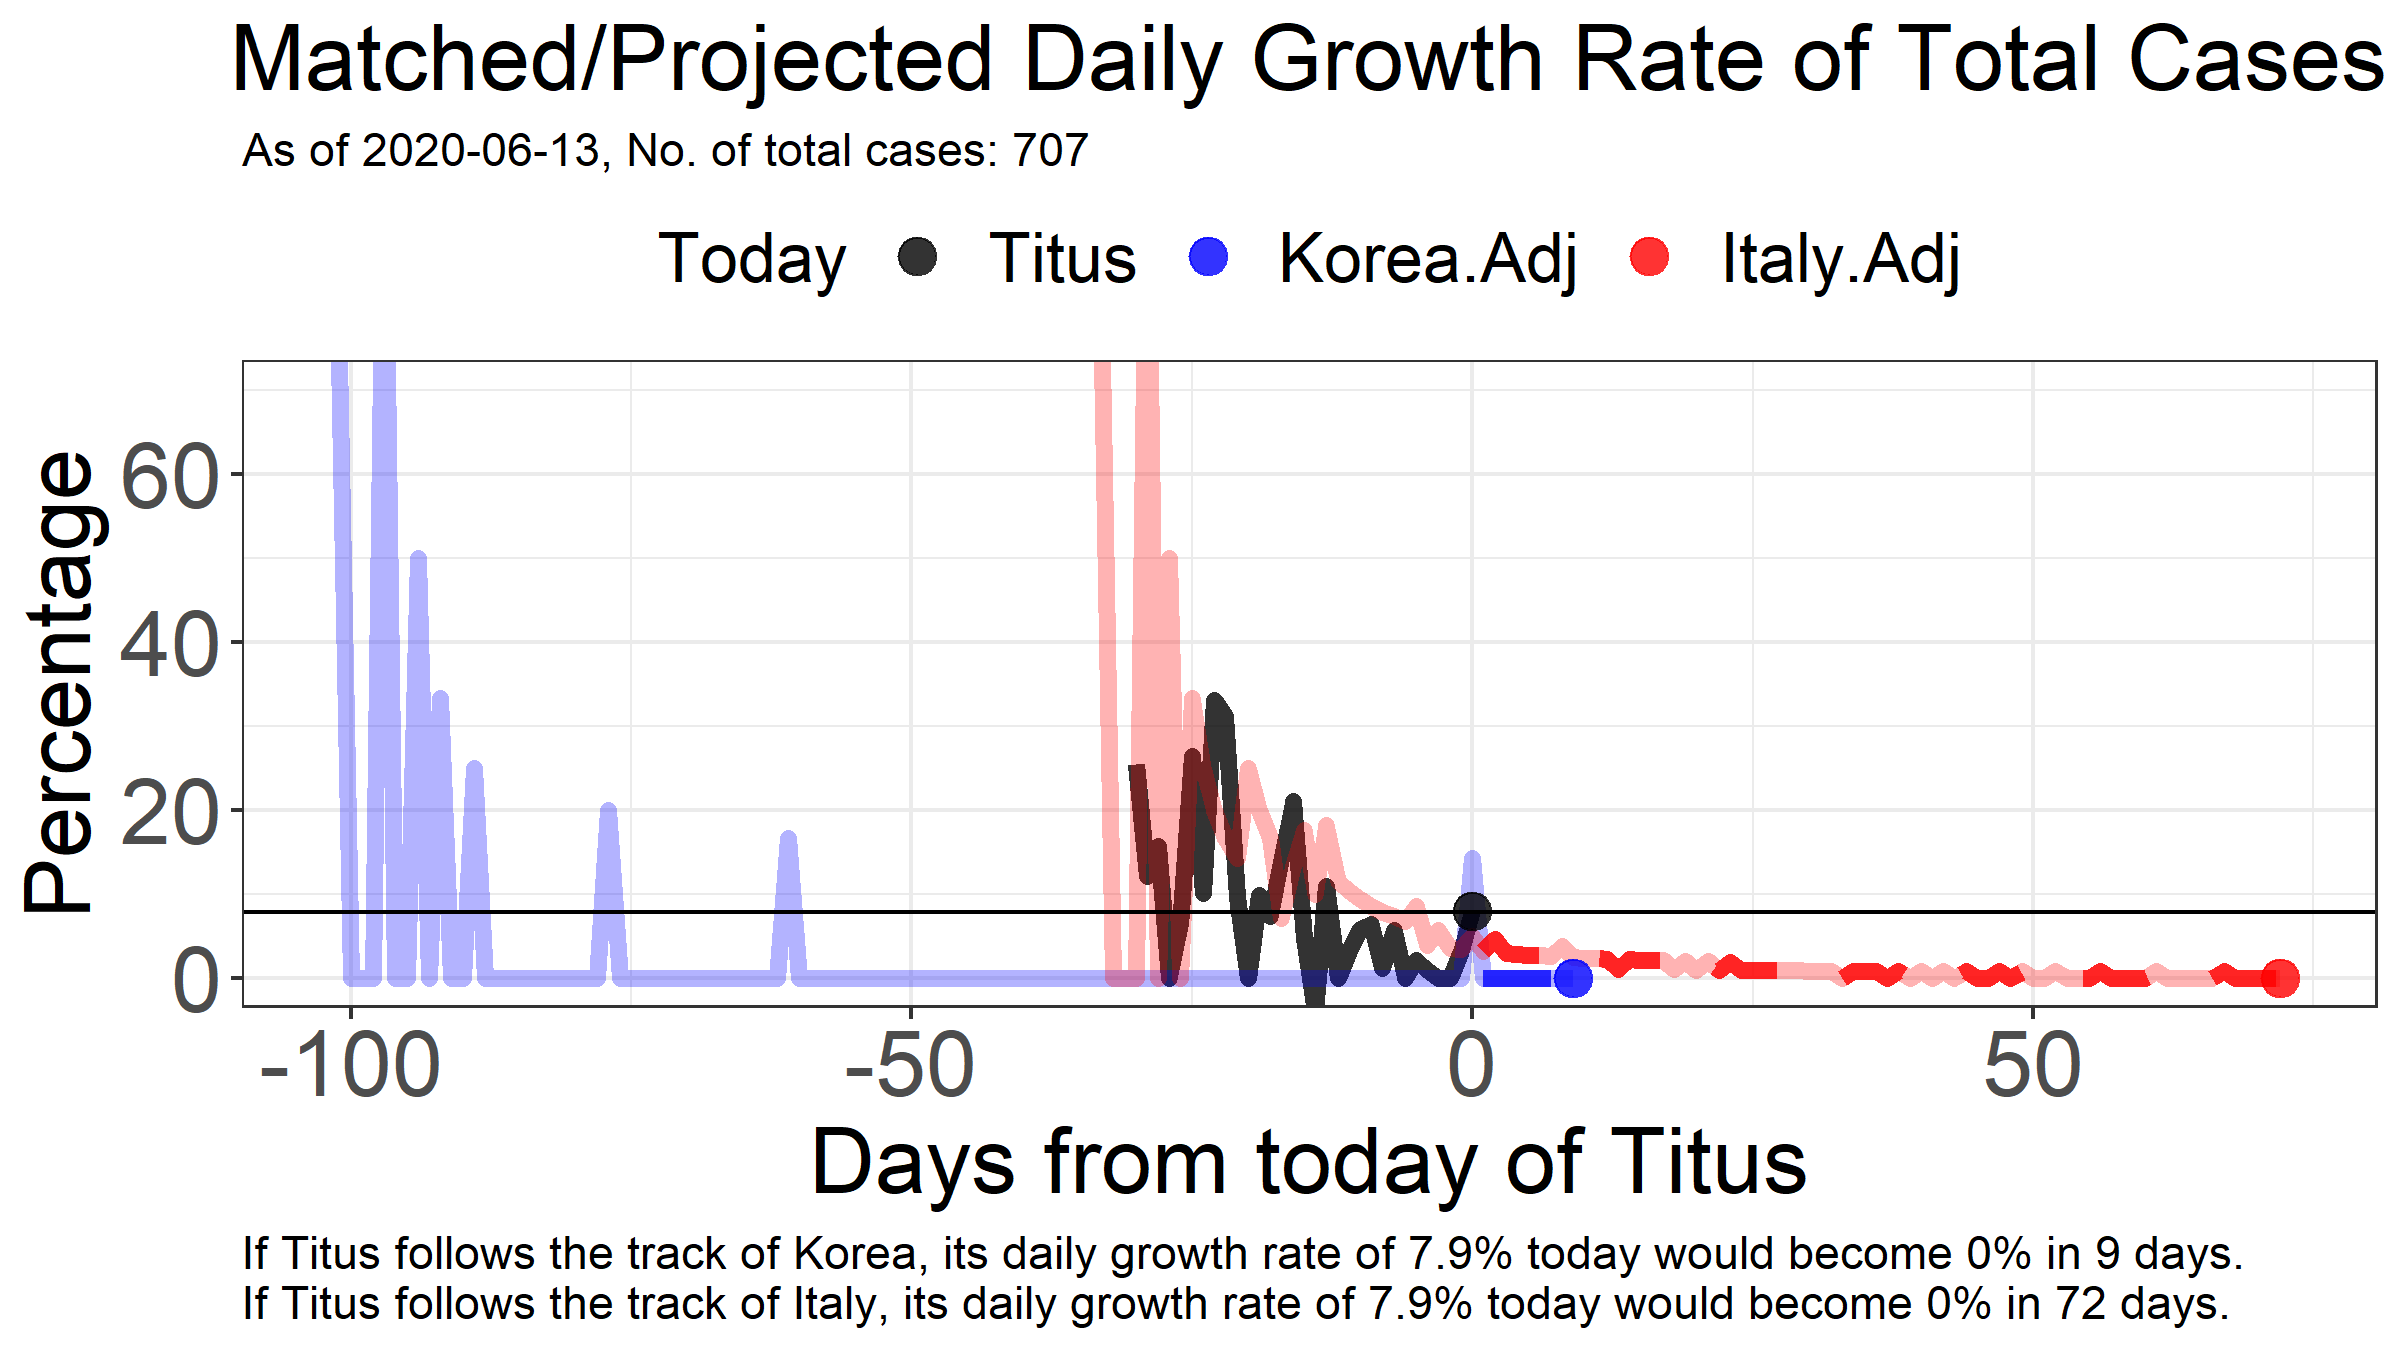 Matched/Projected Daily Growth Rate of Total Cases
As of 2020-06-13, No. of total cases: 707
Today Titus Korea.Adj Italy.Adj
Percentage
60
40
20
0
-100 -50 0 50
Days from today of Titus
If Titus follows the track of Korea, its daily growth rate of 7.9% today would become 0% in 9 days.
If Titus follows the track of Italy, its daily growth rate of 7.9% today would become 0% in 72 days.